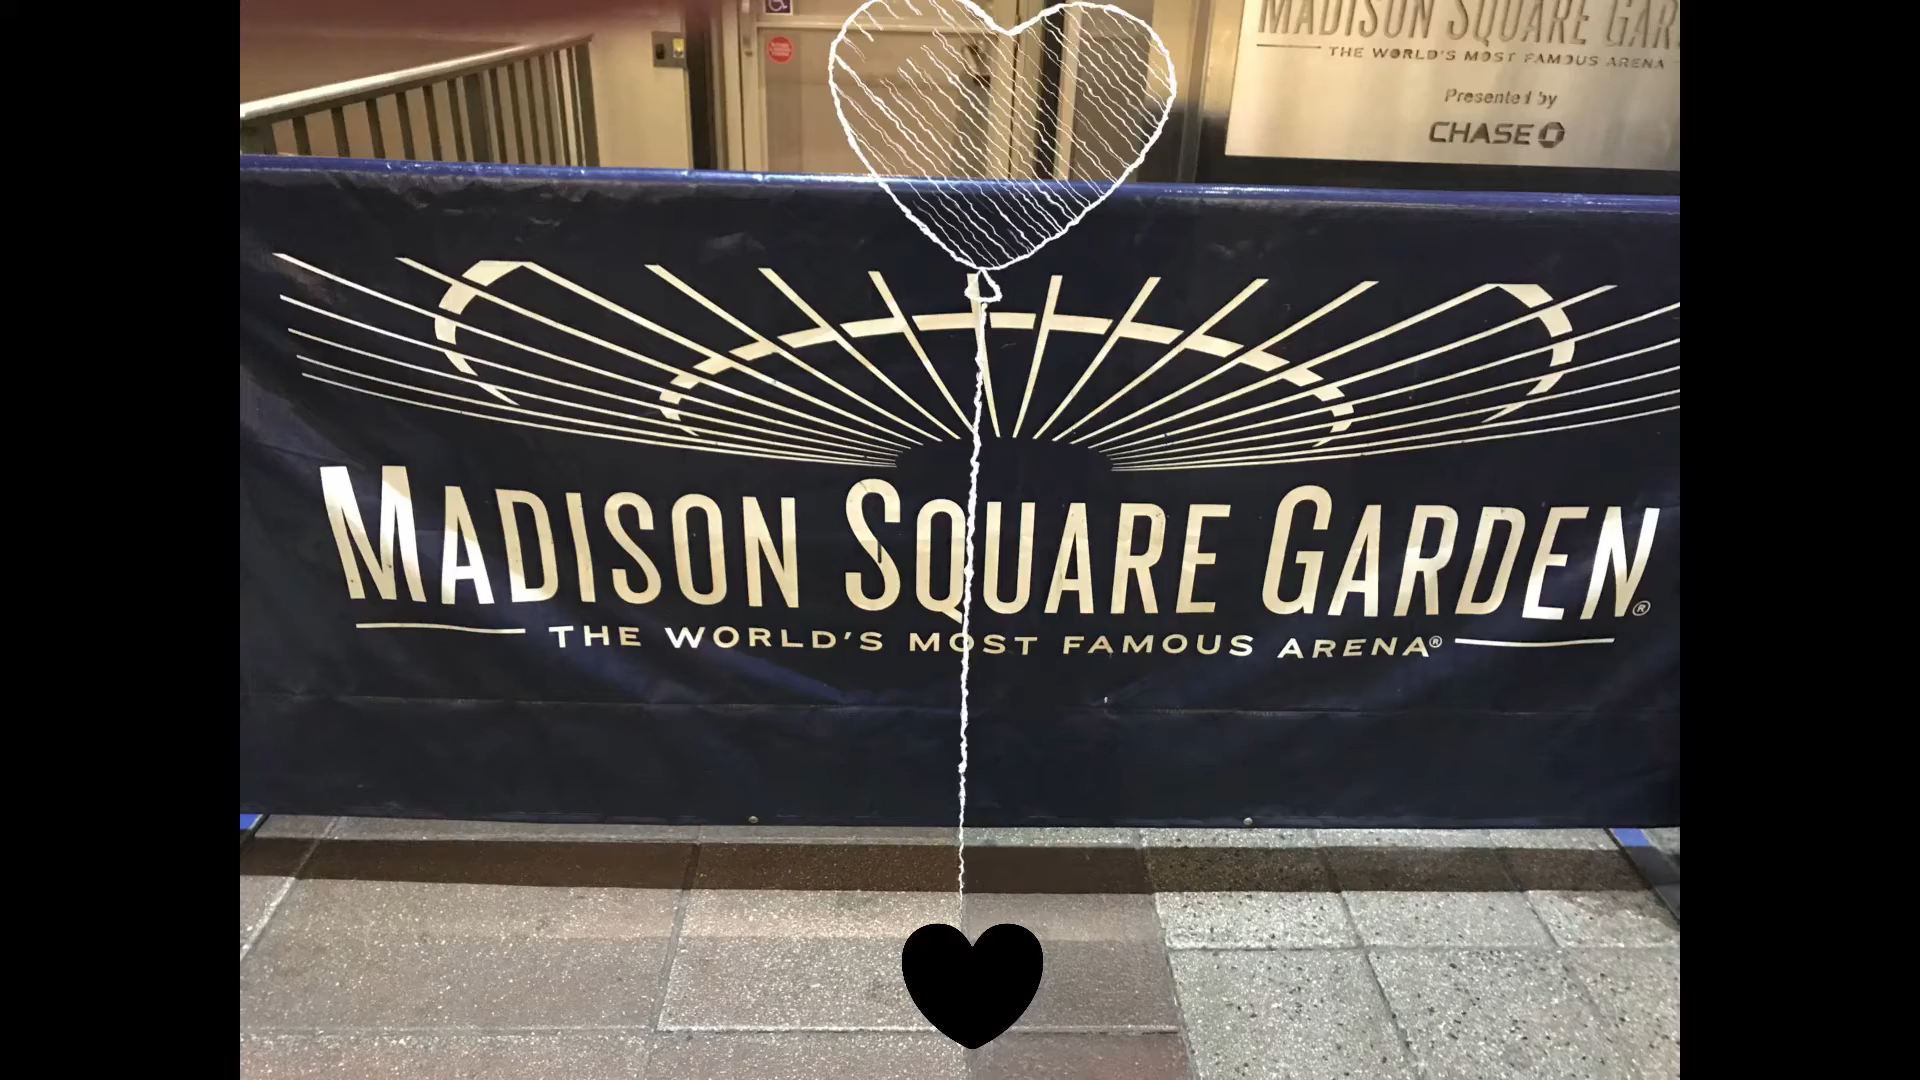 MADISON SQUARE GAR
THE WORLD'S MOST FAMOUS ARENA
Presented by
CHASE
MADISON SQUARE GARDEN®
THE WORLD'S MOST FAMOUS ARENA®